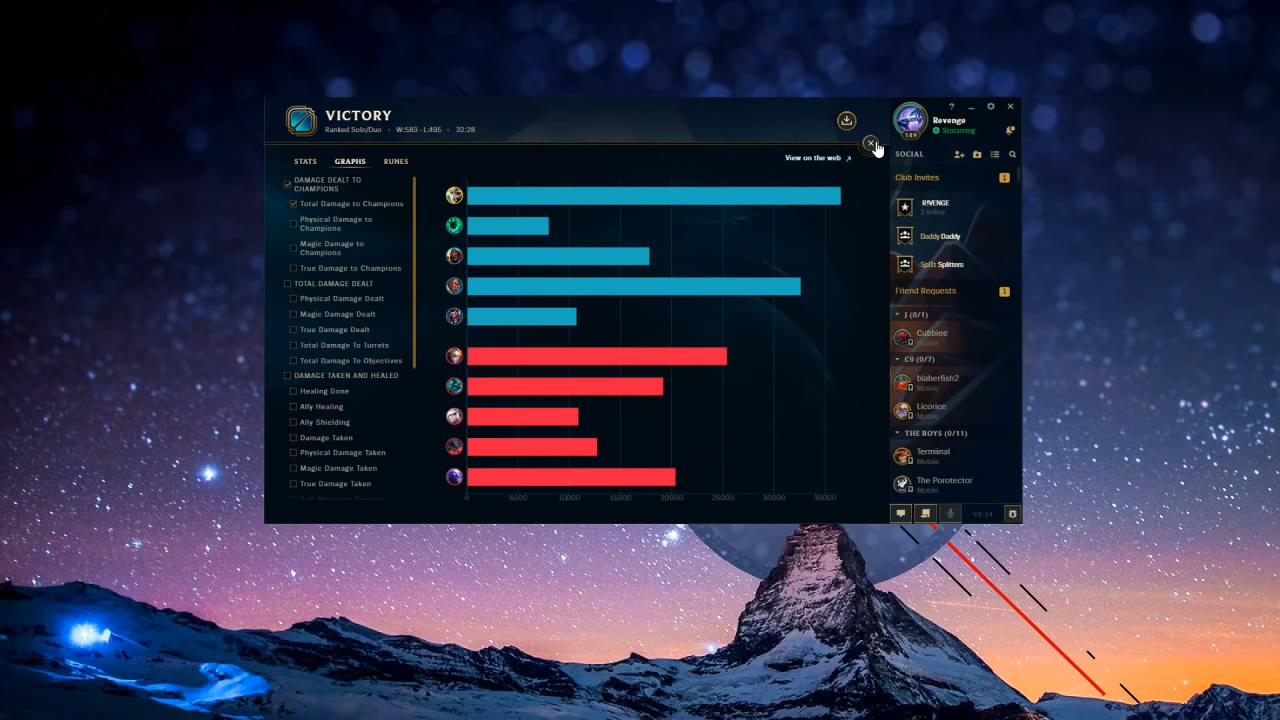 VICTORY
Ranked Solo/Duo • W:583 - L:495 • 32:28
STATS GRAPHS RUNES
View on the web
DAMAGE DEALT TO
CHAMPIONS
Total Damage to Champions
Physical Damage to
Champions
Magic Damage to
Champions
True Damage to Champions
TOTAL DAMAGE DEALT
Physical Damage Dealt
Magic Damage Dealt
True Damage Dealt
Total Damage To Turrets
Total Damage To Objectives
DAMAGE TAKEN AND HEALED
Healing Done
Ally Healing
Ally Shielding
Damage Taken
Physical Damage Taken
Magic Damage Taken
True Damage Taken
0 5000 10000 15000 20000 25000 30000 35000
?
149
Revenge
Streaming
SOCIAL
Club Invites 1
R!VENGE
2 online
Daddy Daddy
Splitters
Friend Requests 1
J (0/1)
Cubbiee
Mobile
C9 (0/7)
blaberfish2
Mobile
Licorice
Mobile
THE BOYS (0/11)
Termiinal
Mobile
The Porotector
Mobile
V9.24